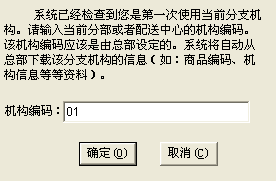 系统已经检查到您是第一次使用当前分支机
构。请输入当前分部或者配送中心的机构编码。
该机构编码应该是由总部设定的。系统将自动从
总部下载该分支机构的信息（如：商品编码、机
构信息等等资料）。
机构编码：01
确定(O) 取消(C)